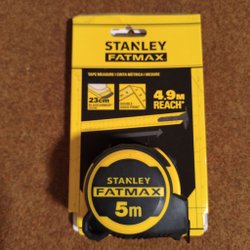 STANLEY
FATMAX
TAPE MEASURE / CINTA MÉTRICA / MESURE
23cm
4.9M
REACH
STANLEY
FATMAX
5m